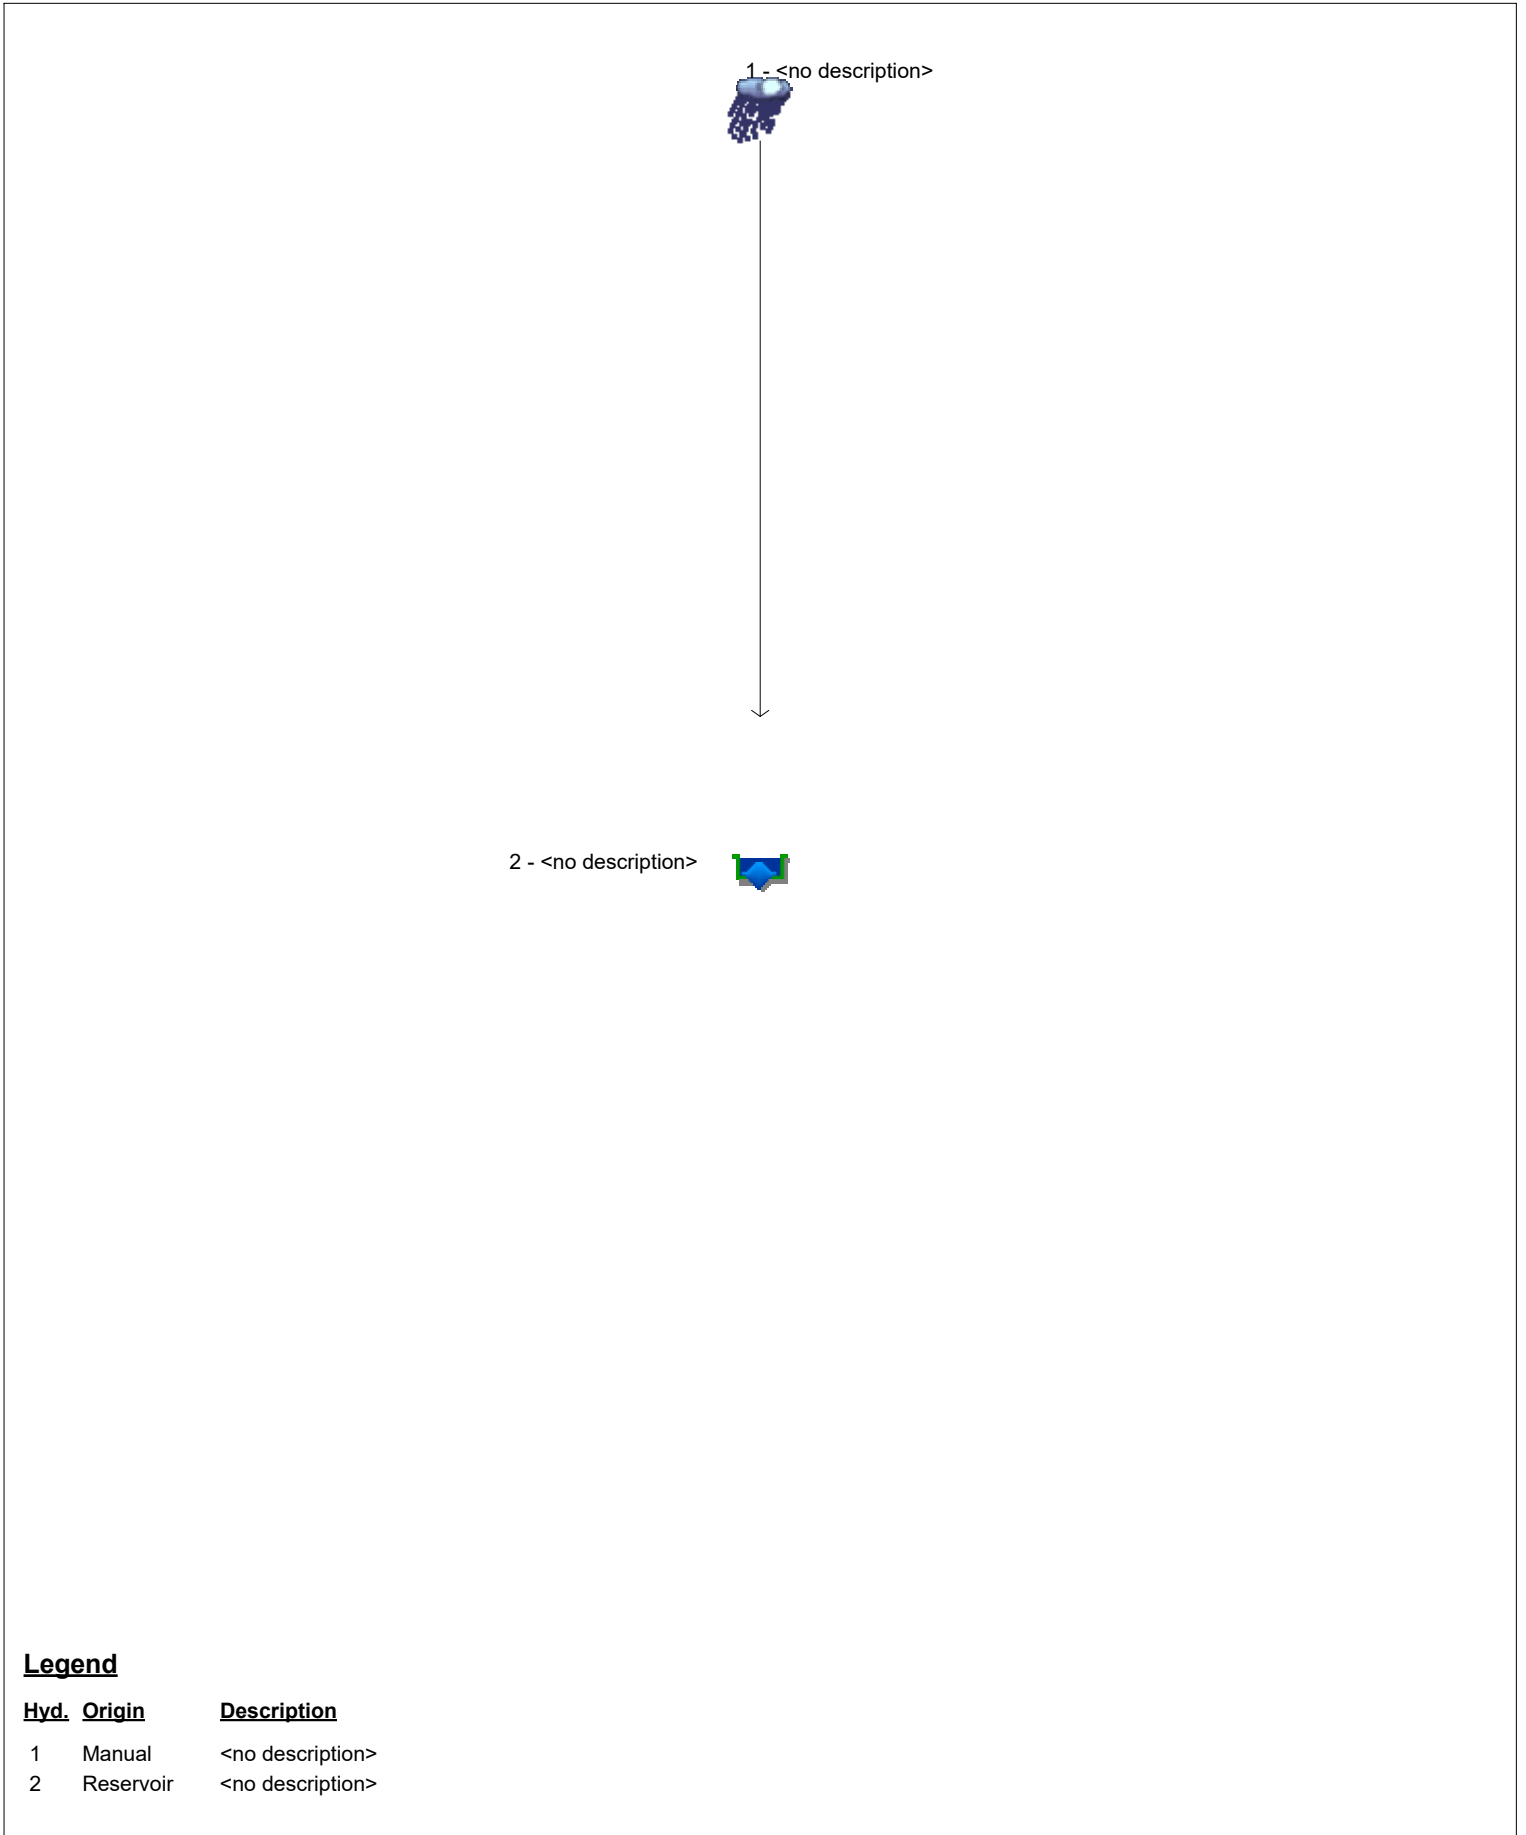 1 - <no description>
2 - <no description>
Legend
Hyd. Origin Description
1 Manual <no description>
2 Reservoir <no description>